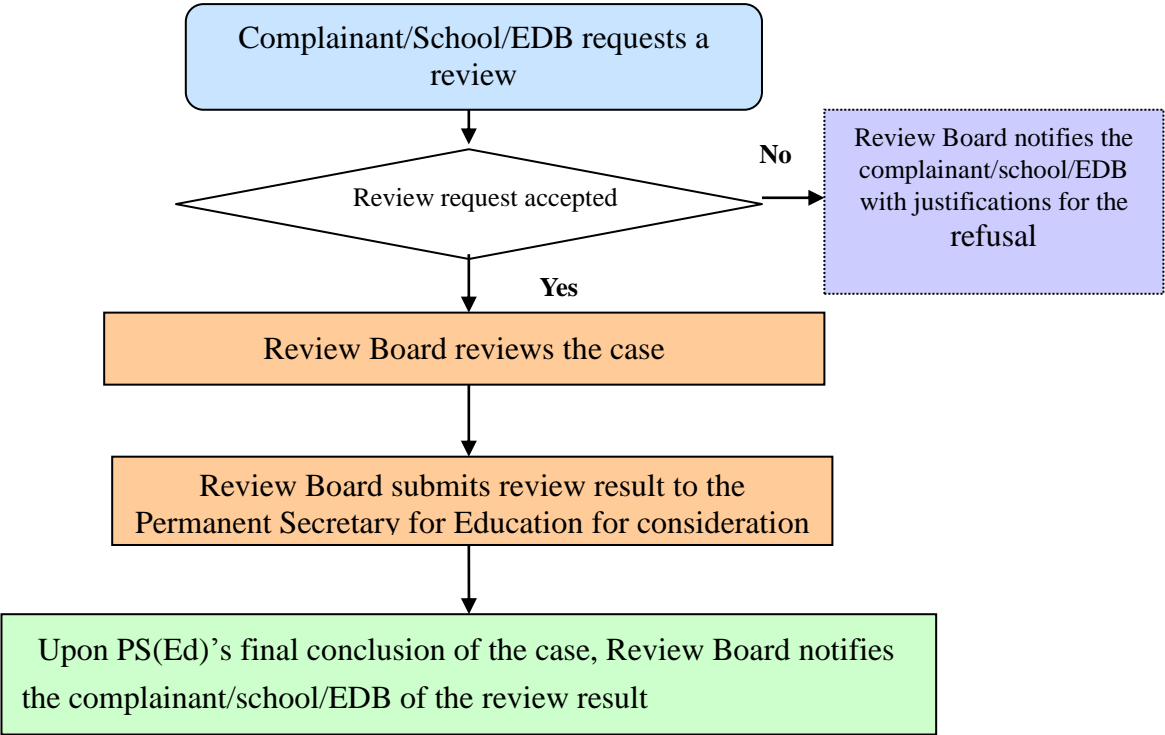 Complainant/School/EDB requests a
review
No
Review Board notifies the
complainant/school/EDB
with justifications for the
refusal
Review request accepted
Yes
Review Board reviews the case
Review Board submits review result to the
Permanent Secretary for Education for consideration
Upon PS(Ed)’s final conclusion of the case, Review Board notifies
the complainant/school/EDB of the review result